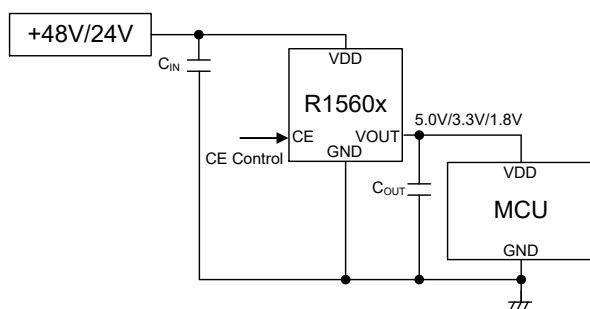 +48V/24V
CIN
VDD
R1560x
CE
VOUT
GND
CE Control
5.0V/3.3V/1.8V
COUT
VDD
MCU
GND